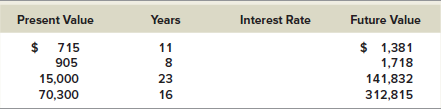 Present Value Years Interest Rate Future Value
$ 715 11 $ 1,381
905 8 1,718
15,000 23 141,832
70,300 16 312,815